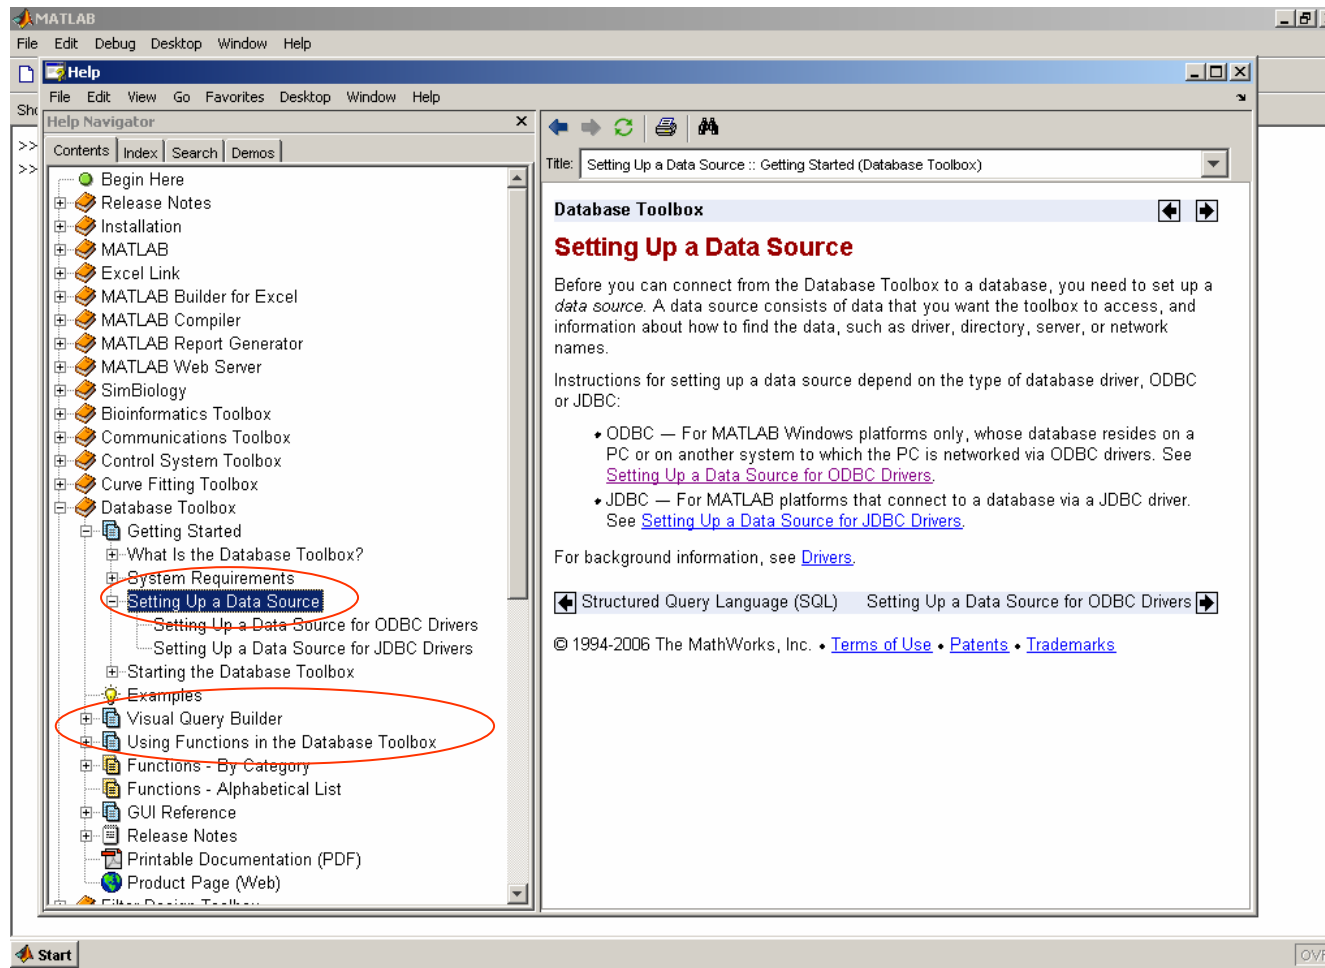 MATLAB
File Edit Debug Desktop Window Help
Help
File Edit View Go Favorites Desktop Window Help
Help Navigator
Contents Index Search Demos
>>
>>
Begin Here
Release Notes
Installation
MATLAB
Excel Link
MATLAB Builder for Excel
MATLAB Compiler
MATLAB Report Generator
MATLAB Web Server
SimBiology
Bioinformatics Toolbox
Communications Toolbox
Control System Toolbox
Curve Fitting Toolbox
Database Toolbox
Getting Started
What Is the Database Toolbox?
System Requirements
Setting Up a Data Source
Setting Up a Data Source for ODBC Drivers
Setting Up a Data Source for JDBC Drivers
Starting the Database Toolbox
Examples
Visual Query Builder
Using Functions in the Database Toolbox
Functions - By Category
Functions - Alphabetical List
GUI Reference
Release Notes
Printable Documentation (PDF)
Product Page (Web)
Filter Design Toolbox
Title: Setting Up a Data Source :: Getting Started (Database Toolbox)
Database Toolbox
Setting Up a Data Source
Before you can connect from the Database Toolbox to a database, you need to set up a
data source. A data source consists of data that you want the toolbox to access, and
information about how to find the data, such as driver, directory, server, or network
names.
Instructions for setting up a data source depend on the type of database driver, ODBC
or JDBC:
• ODBC — For MATLAB Windows platforms only, whose database resides on a
PC or on another system to which the PC is networked via ODBC drivers. See
Setting Up a Data Source for ODBC Drivers.
• JDBC — For MATLAB platforms that connect to a database via a JDBC driver.
See Setting Up a Data Source for JDBC Drivers.
For background information, see Drivers.
Structured Query Language (SQL) Setting Up a Data Source for ODBC Drivers
© 1994-2006 The MathWorks, Inc. • Terms of Use • Patents • Trademarks
Start